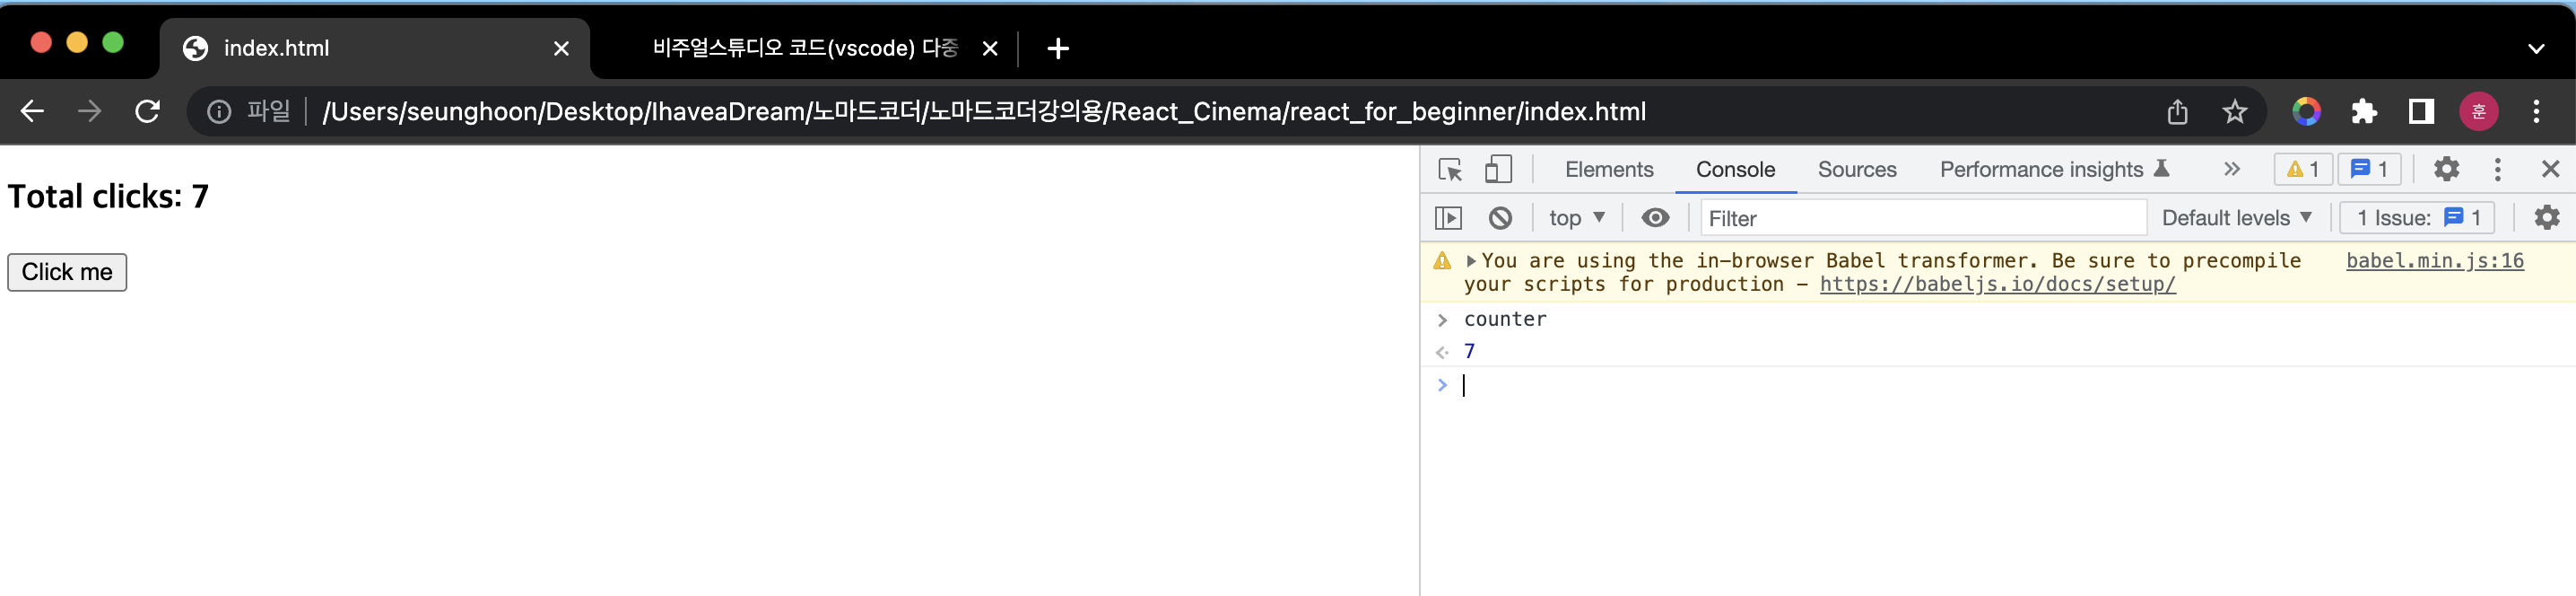 index.html
비주얼스튜디오 코드(vscode) 다중
파일 /Users/seunghoon/Desktop/IhaveaDream/노마드코더/노마드코더강의용/React_Cinema/react_for_beginner/index.html
훈
Total clicks: 7
Click me
Elements Console Sources Performance insights 1 1
top Filter Default levels 1 Issue: 1
You are using the in-browser Babel transformer. Be sure to precompile babel.min.js:16
your scripts for production – https://babeljs.io/docs/setup/
counter
7